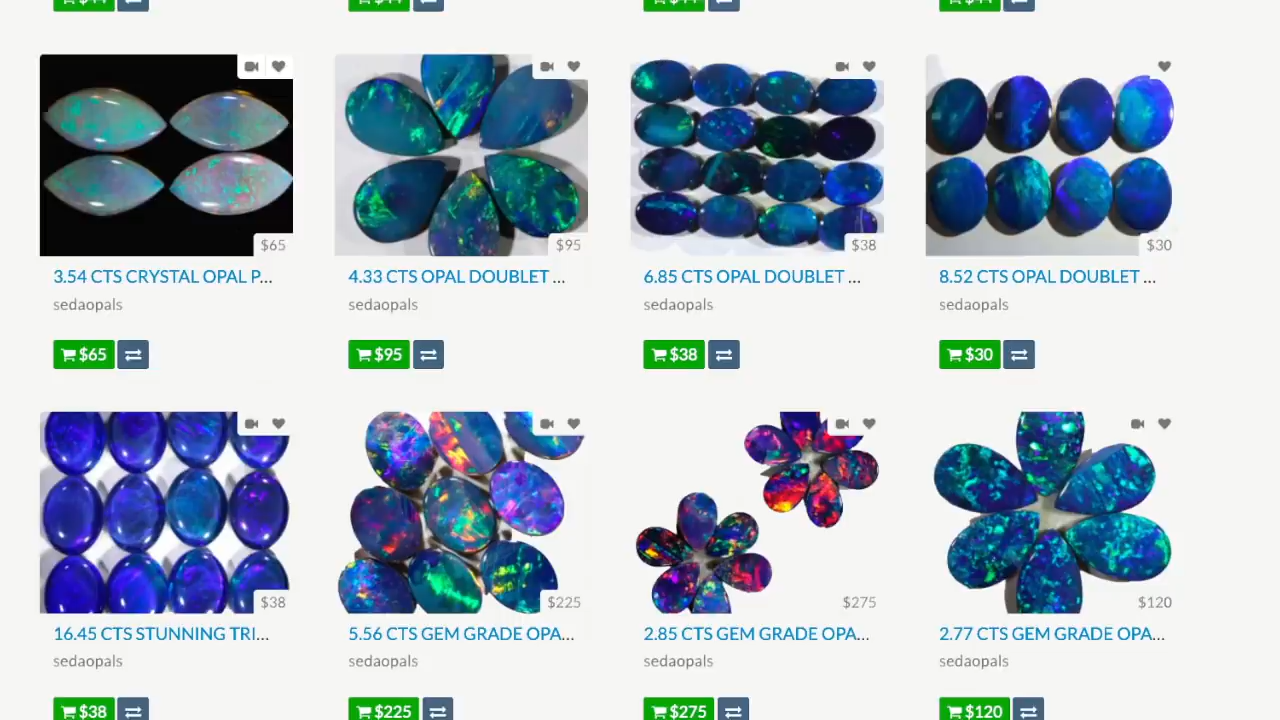 $65
$95
$38
$30
3.54 CTS CRYSTAL OPAL P...
4.33 CTS OPAL DOUBLET ...
6.85 CTS OPAL DOUBLET ...
8.52 CTS OPAL DOUBLET ...
sedaopals
sedaopals
sedaopals
sedaopals
$65
$95
$38
$30
$38
$225
$275
$120
16.45 CTS STUNNING TRI...
5.56 CTS GEM GRADE OPA...
2.85 CTS GEM GRADE OPA...
2.77 CTS GEM GRADE OPA...
sedaopals
sedaopals
sedaopals
sedaopals
$38
$225
$275
$120